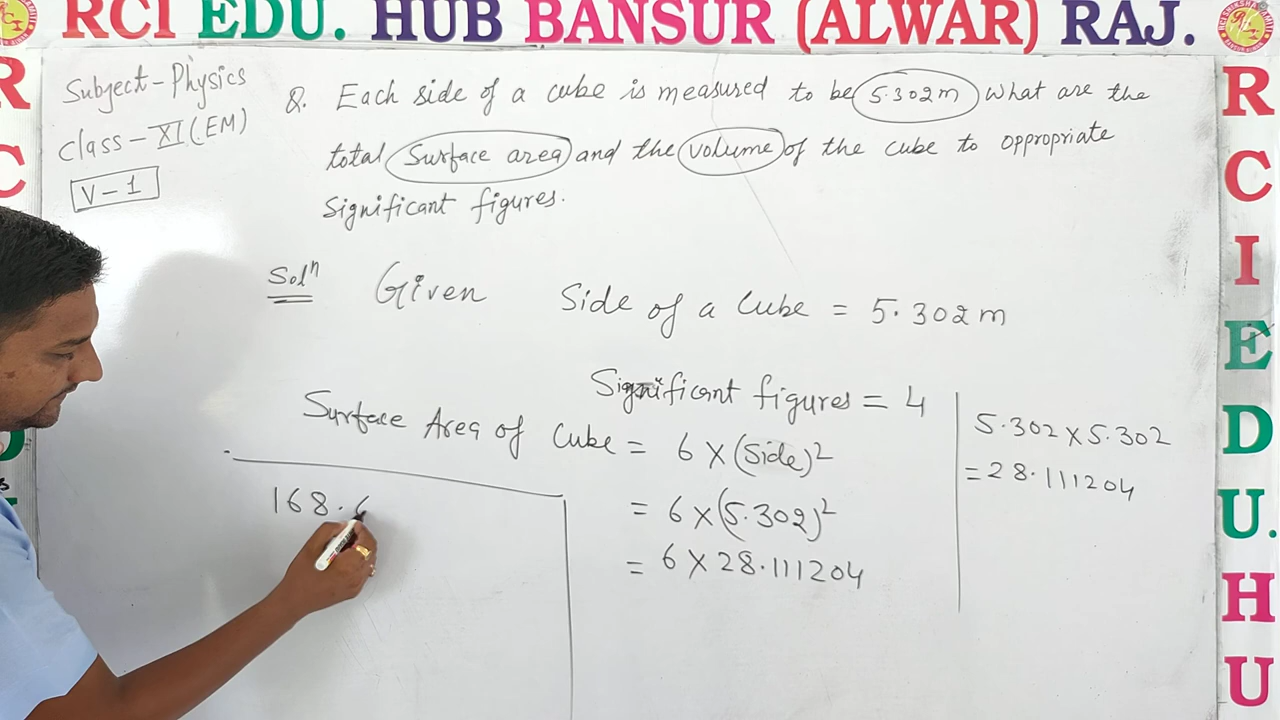 RCI EDU. HUB BANSUR (ALWAR) RAJ.
Subject - Physics
Class - XI (EM)
V - 1
Q. Each side of a cube is measured to be 5.302m What are the
total Surface area and the volume of the cube to oppropriate
Significant figures.
Solⁿ Given Side of a Cube = 5.302m
Significant figures = 4
Surface Area of Cube = 6 × (Side)²
= 6 × (5.302)²
= 6 × 28.111204
5.302 × 5.302
= 28.111204
168.6
R
C
R
C
I
E
D
U.
H
U